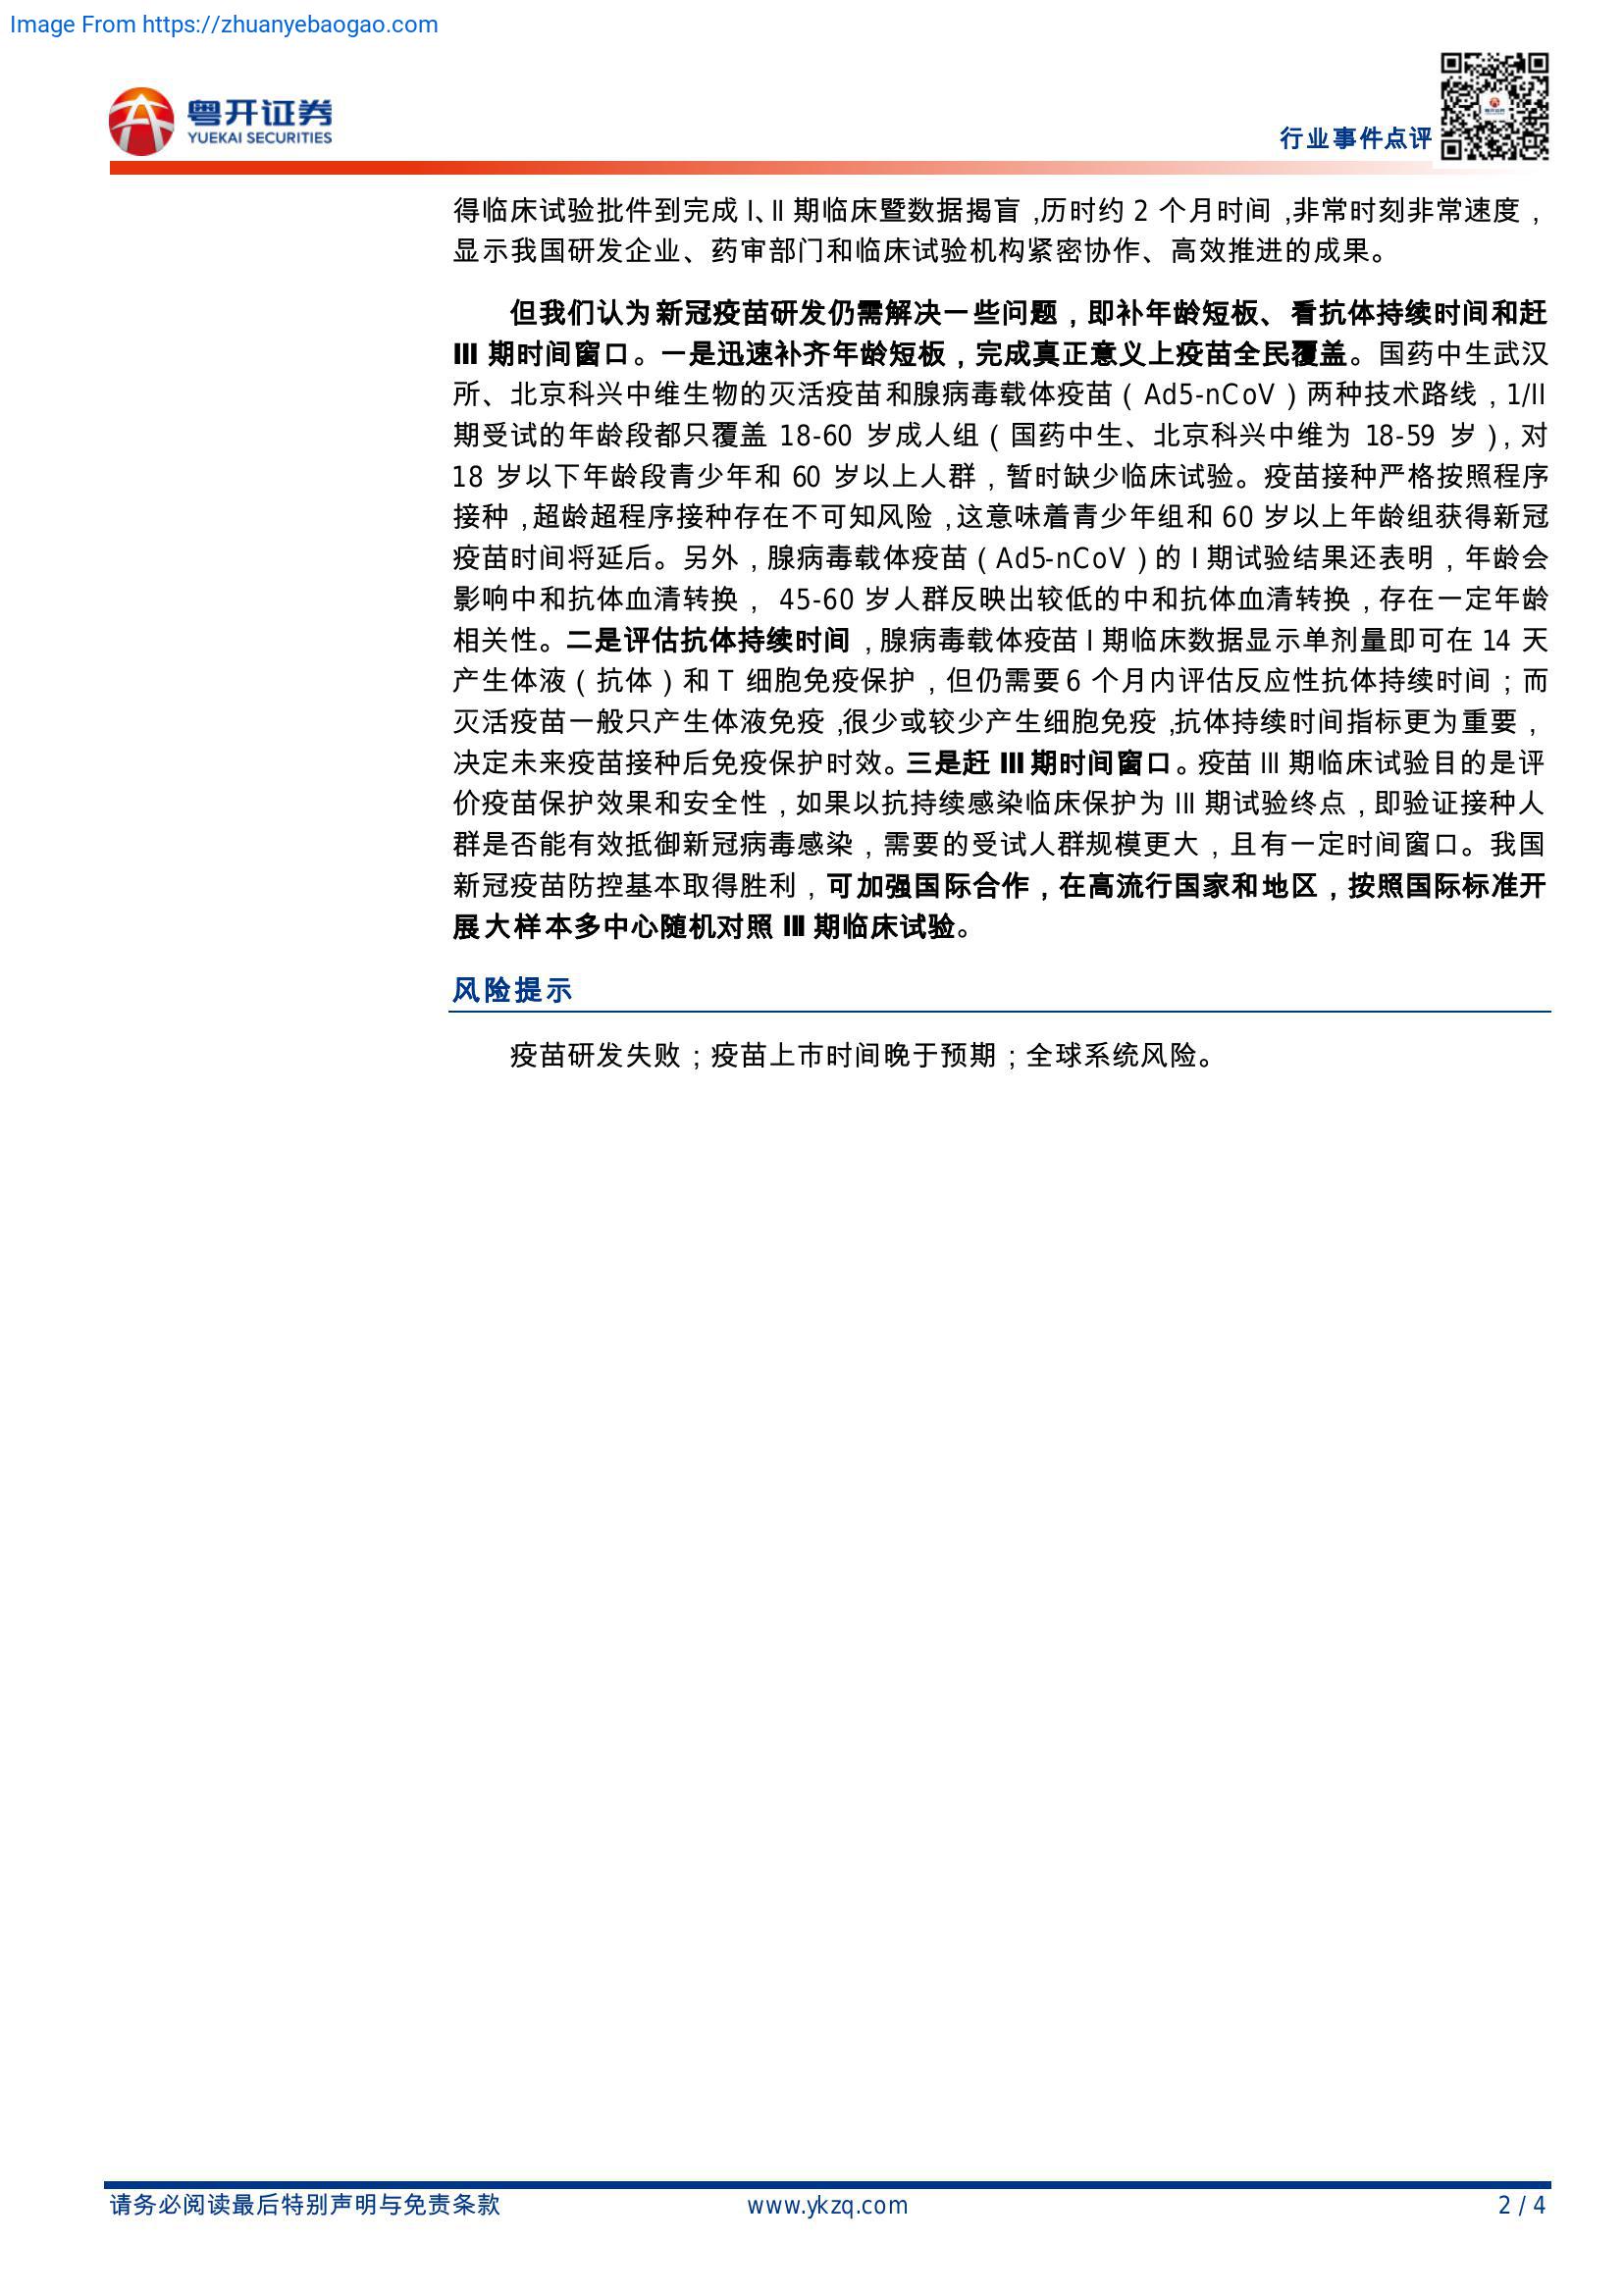 Image From https://zhuanyebaogao.com
粤开证券
YUEKAI SECURITIES
行业事件点评
得临床试验批件到完成 I、II 期临床暨数据揭盲，历时约 2 个月时间，非常时刻非常速度，
显示我国研发企业、药审部门和临床试验机构紧密协作、高效推进的成果。
但我们认为新冠疫苗研发仍需解决一些问题，即补年龄短板、看抗体持续时间和赶
III 期时间窗口。一是迅速补齐年龄短板，完成真正意义上疫苗全民覆盖。国药中生武汉
所、北京科兴中维生物的灭活疫苗和腺病毒载体疫苗（Ad5-nCoV）两种技术路线，1/II
期受试的年龄段都只覆盖 18-60 岁成人组（国药中生、北京科兴中维为 18-59 岁），对
18 岁以下年龄段青少年和 60 岁以上人群，暂时缺少临床试验。疫苗接种严格按照程序
接种，超龄超程序接种存在不可知风险，这意味着青少年组和 60 岁以上年龄组获得新冠
疫苗时间将延后。另外，腺病毒载体疫苗（Ad5-nCoV）的 I 期试验结果还表明，年龄会
影响中和抗体血清转换， 45-60 岁人群反映出较低的中和抗体血清转换，存在一定年龄
相关性。二是评估抗体持续时间，腺病毒载体疫苗 I 期临床数据显示单剂量即可在 14 天
产生体液（抗体）和 T 细胞免疫保护，但仍需要 6 个月内评估反应性抗体持续时间；而
灭活疫苗一般只产生体液免疫，很少或较少产生细胞免疫，抗体持续时间指标更为重要，
决定未来疫苗接种后免疫保护时效。三是赶 III 期时间窗口。疫苗 III 期临床试验目的是评
价疫苗保护效果和安全性，如果以抗持续感染临床保护为 III 期试验终点，即验证接种人
群是否能有效抵御新冠病毒感染，需要的受试人群规模更大，且有一定时间窗口。我国
新冠疫苗防控基本取得胜利，可加强国际合作，在高流行国家和地区，按照国际标准开
展大样本多中心随机对照 III 期临床试验。
风险提示
疫苗研发失败；疫苗上市时间晚于预期；全球系统风险。
请务必阅读最后特别声明与免责条款
www.ykzq.com
2 / 4